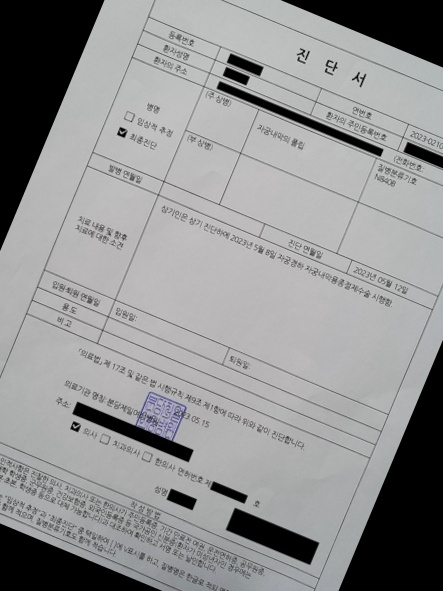 진 단 서
등록번호
연번호
2023-0210
환자성명
환자의 주민등록번호
환자의 주소
(전화번호:
병명
☐ 임상적 추정
☑ 최종진단
(주상병)
자궁내막의 폴립
질병분류기호
N8408
(부상병)
발병 연월일
진단 연월일
2023년 05월 12일
치료 내용 및 향후
치료에 대한 소견
상기인은 상기 진단하에 2023년 5월 8일 자궁경하 자궁내막용종절제수술 시행함
입원·퇴원 연월일
입원일:
퇴원일:
용 도
비 고
「의료법」 제 17조 및 같은 법 시행규칙 제9조 제1항에 따라 위와 같이 진단합니다.
2023.05.15
의료기관 명칭: 분당제일여성병원
주소:
☑ 의사 ☐ 치과의사 ☐ 한의사 면허번호 제 호
성명
작 성 방 법